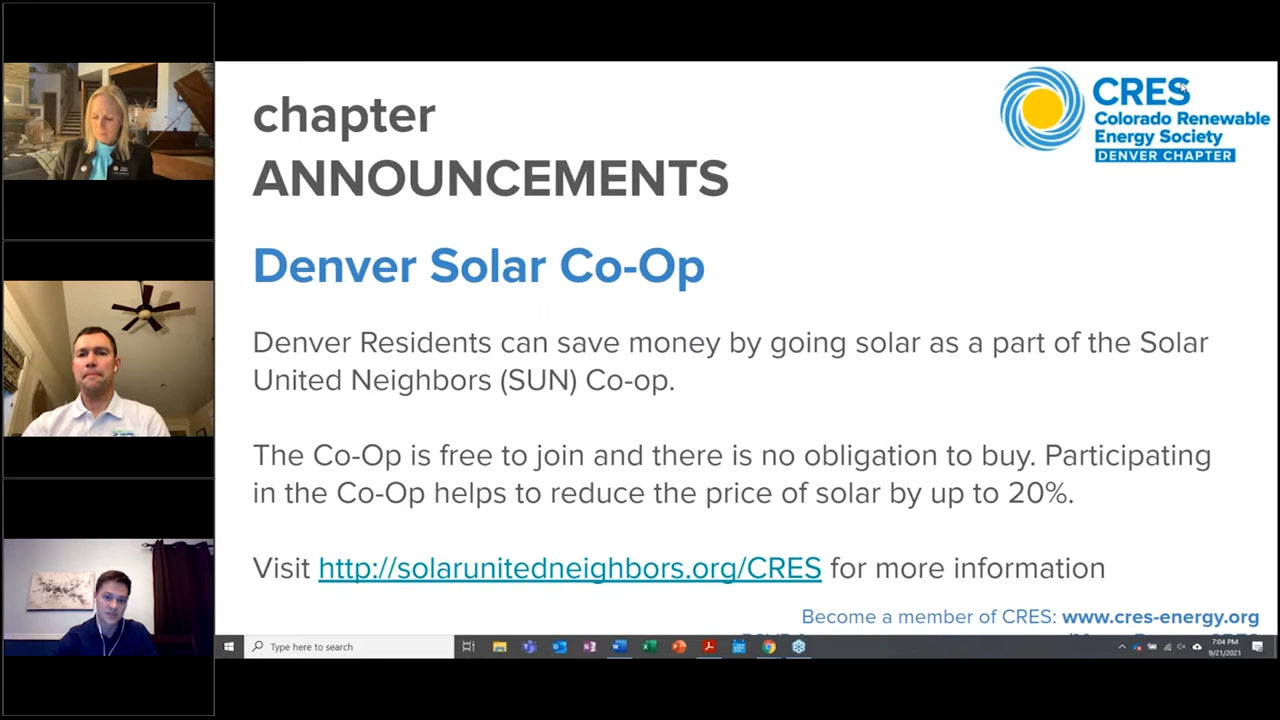 chapter
ANNOUNCEMENTS
CRES
Colorado Renewable
Energy Society
DENVER CHAPTER
Denver Solar Co-Op
Denver Residents can save money by going solar as a part of the Solar
United Neighbors (SUN) Co-op.
The Co-Op is free to join and there is no obligation to buy. Participating
in the Co-Op helps to reduce the price of solar by up to 20%.
Visit http://solarunitedneighbors.org/CRES for more information
Become a member of CRES: www.cres-energy.org
Type here to search
7:04 PM
9/21/2021